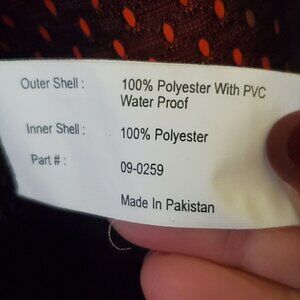 Outer Shell : 100% Polyester With PVC
Water Proof
Inner Shell : 100% Polyester
Part # : 09-0259
Made In Pakistan